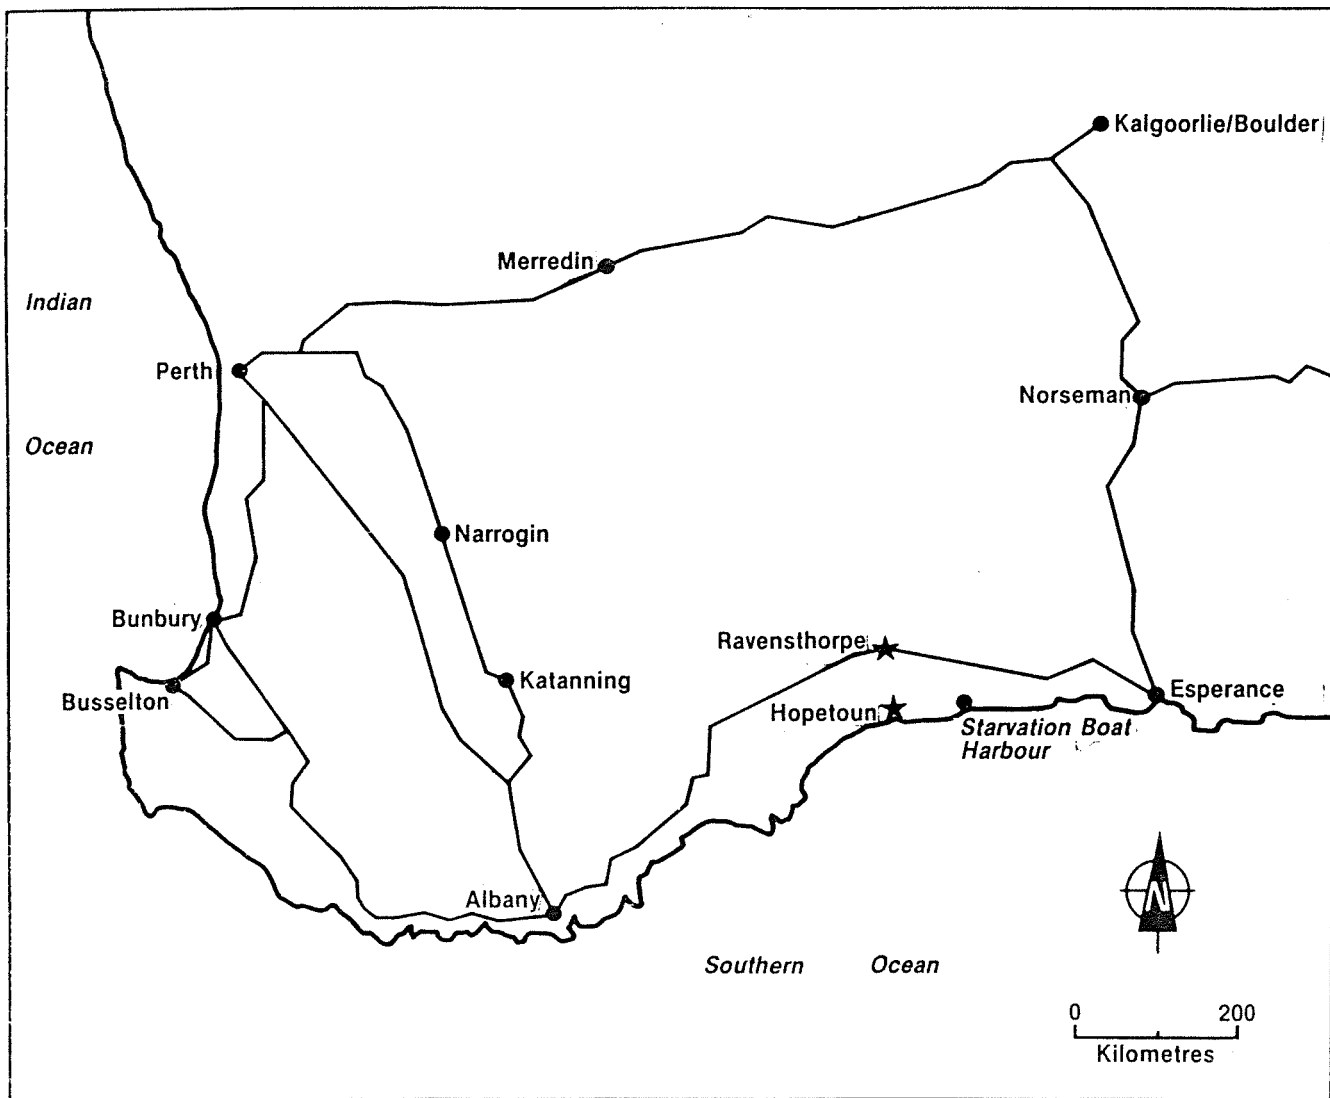 Kalgoorlie/Boulder
Merredin
Indian
Perth
Norseman
Ocean
Narrogin
Bunbury
Ravensthorpe
Katanning
Busselton
Esperance
Hopetoun
Starvation Boat
Harbour
Albany
N
Southern Ocean
0 200
Kilometres